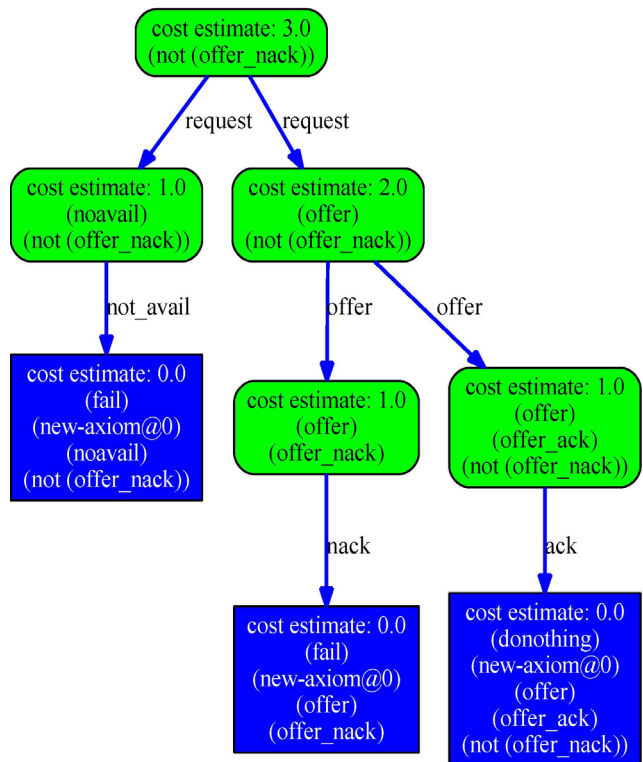 cost estimate: 3.0
(not (offer_nack))
request
request
cost estimate: 1.0
(noavail)
(not (offer_nack))
cost estimate: 2.0
(offer)
(not (offer_nack))
not_avail
offer
offer
cost estimate: 0.0
(fail)
(new-axiom@0)
(noavail)
(not (offer_nack))
cost estimate: 1.0
(offer)
(offer_nack)
cost estimate: 1.0
(offer)
(offer_ack)
(not (offer_nack))
nack
ack
cost estimate: 0.0
(fail)
(new-axiom@0)
(offer)
(offer_nack)
cost estimate: 0.0
(donothing)
(new-axiom@0)
(offer)
(offer_ack)
(not (offer_nack))